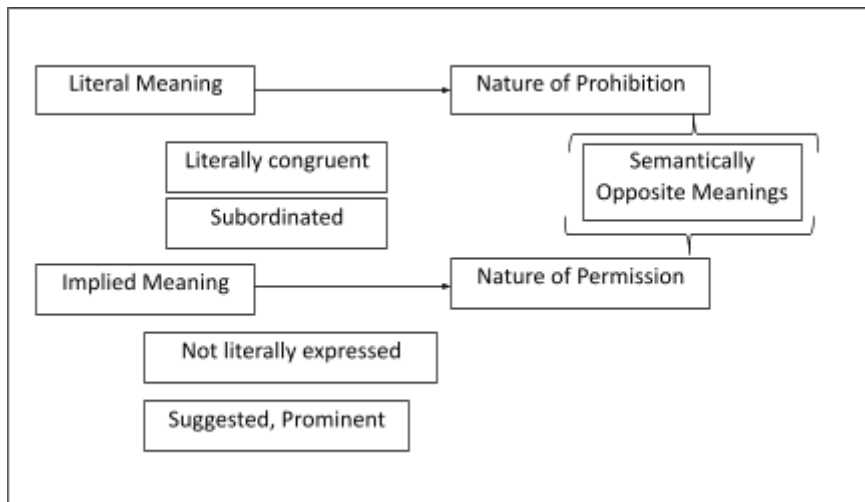 Literal Meaning
Nature of Prohibition
Literally congruent
Subordinated
Semantically
Opposite Meanings
Implied Meaning
Nature of Permission
Not literally expressed
Suggested, Prominent